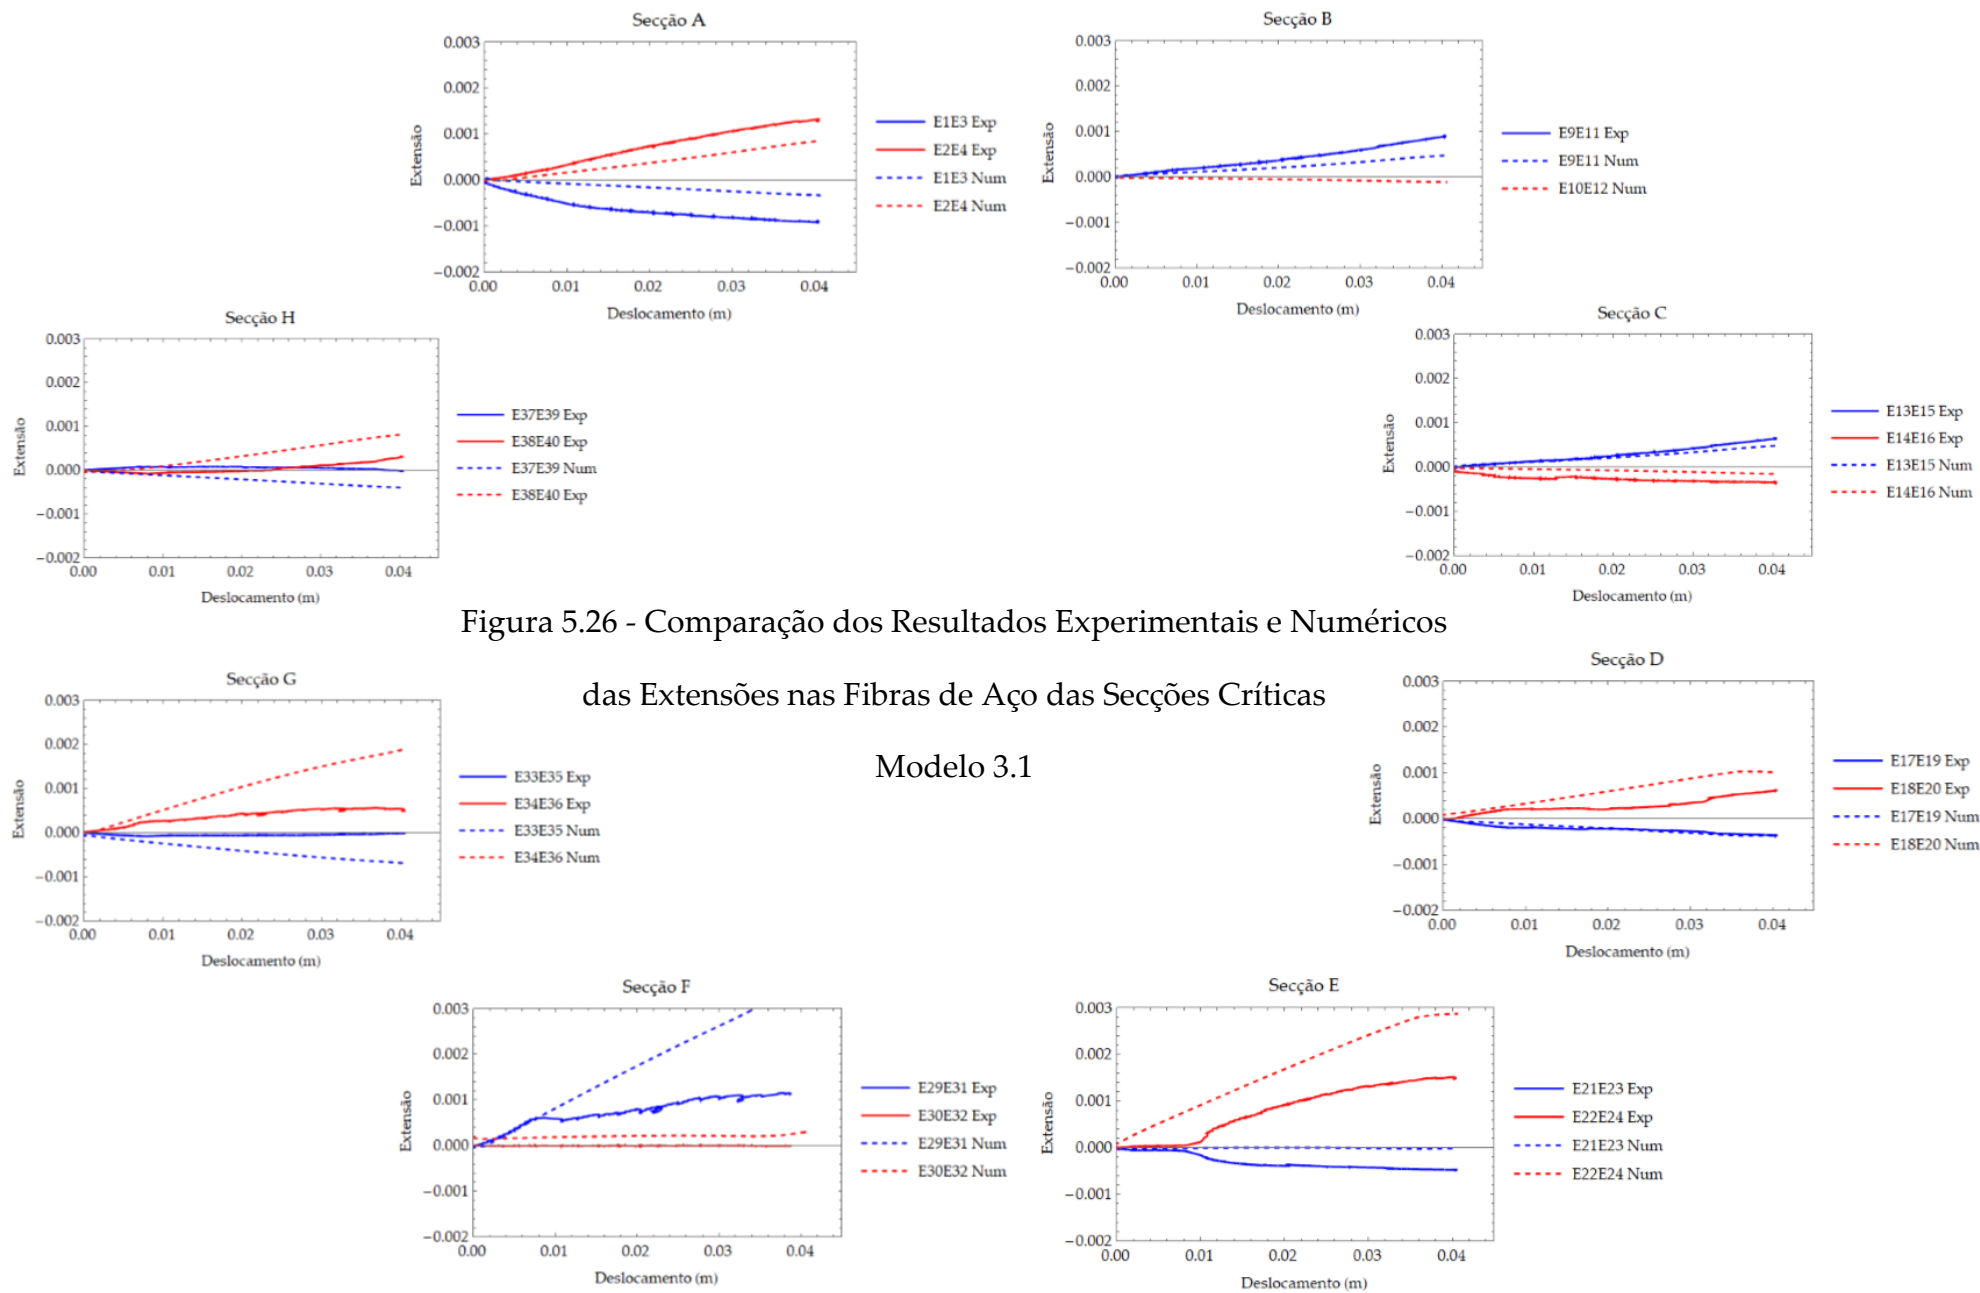 Secção A
0.003
0.002
0.001
0.000
−0.001
−0.002
Extensão
0.00 0.01 0.02 0.03 0.04
Deslocamento (m)
E1E3 Exp
E2E4 Exp
E1E3 Num
E2E4 Num
Secção B
0.003
0.002
0.001
0.000
−0.001
−0.002
Extensão
0.00 0.01 0.02 0.03 0.04
Deslocamento (m)
E9E11 Exp
E9E11 Num
E10E12 Num
Secção H
0.003
0.002
0.001
0.000
−0.001
−0.002
Extensão
0.00 0.01 0.02 0.03 0.04
Deslocamento (m)
E37E39 Exp
E38E40 Exp
E37E39 Num
E38E40 Exp
Secção C
0.003
0.002
0.001
0.000
−0.001
−0.002
Extensão
0.00 0.01 0.02 0.03 0.04
Deslocamento (m)
E13E15 Exp
E14E16 Exp
E13E15 Num
E14E16 Num
Figura 5.26 - Comparação dos Resultados Experimentais e Numéricos
das Extensões nas Fibras de Aço das Secções Críticas
Modelo 3.1
Secção G
0.003
0.002
0.001
0.000
−0.001
−0.002
Extensão
0.00 0.01 0.02 0.03 0.04
Deslocamento (m)
E33E35 Exp
E34E36 Exp
E33E35 Num
E34E36 Num
Secção D
0.003
0.002
0.001
0.000
−0.001
−0.002
Extensão
0.00 0.01 0.02 0.03 0.04
Deslocamento (m)
E17E19 Exp
E18E20 Exp
E17E19 Num
E18E20 Num
Secção F
0.003
0.002
0.001
0.000
−0.001
−0.002
Extensão
0.00 0.01 0.02 0.03 0.04
Deslocamento (m)
E29E31 Exp
E30E32 Exp
E29E31 Num
E30E32 Num
Secção E
0.003
0.002
0.001
0.000
−0.001
−0.002
Extensão
0.00 0.01 0.02 0.03 0.04
Deslocamento (m)
E21E23 Exp
E22E24 Exp
E21E23 Num
E22E24 Num